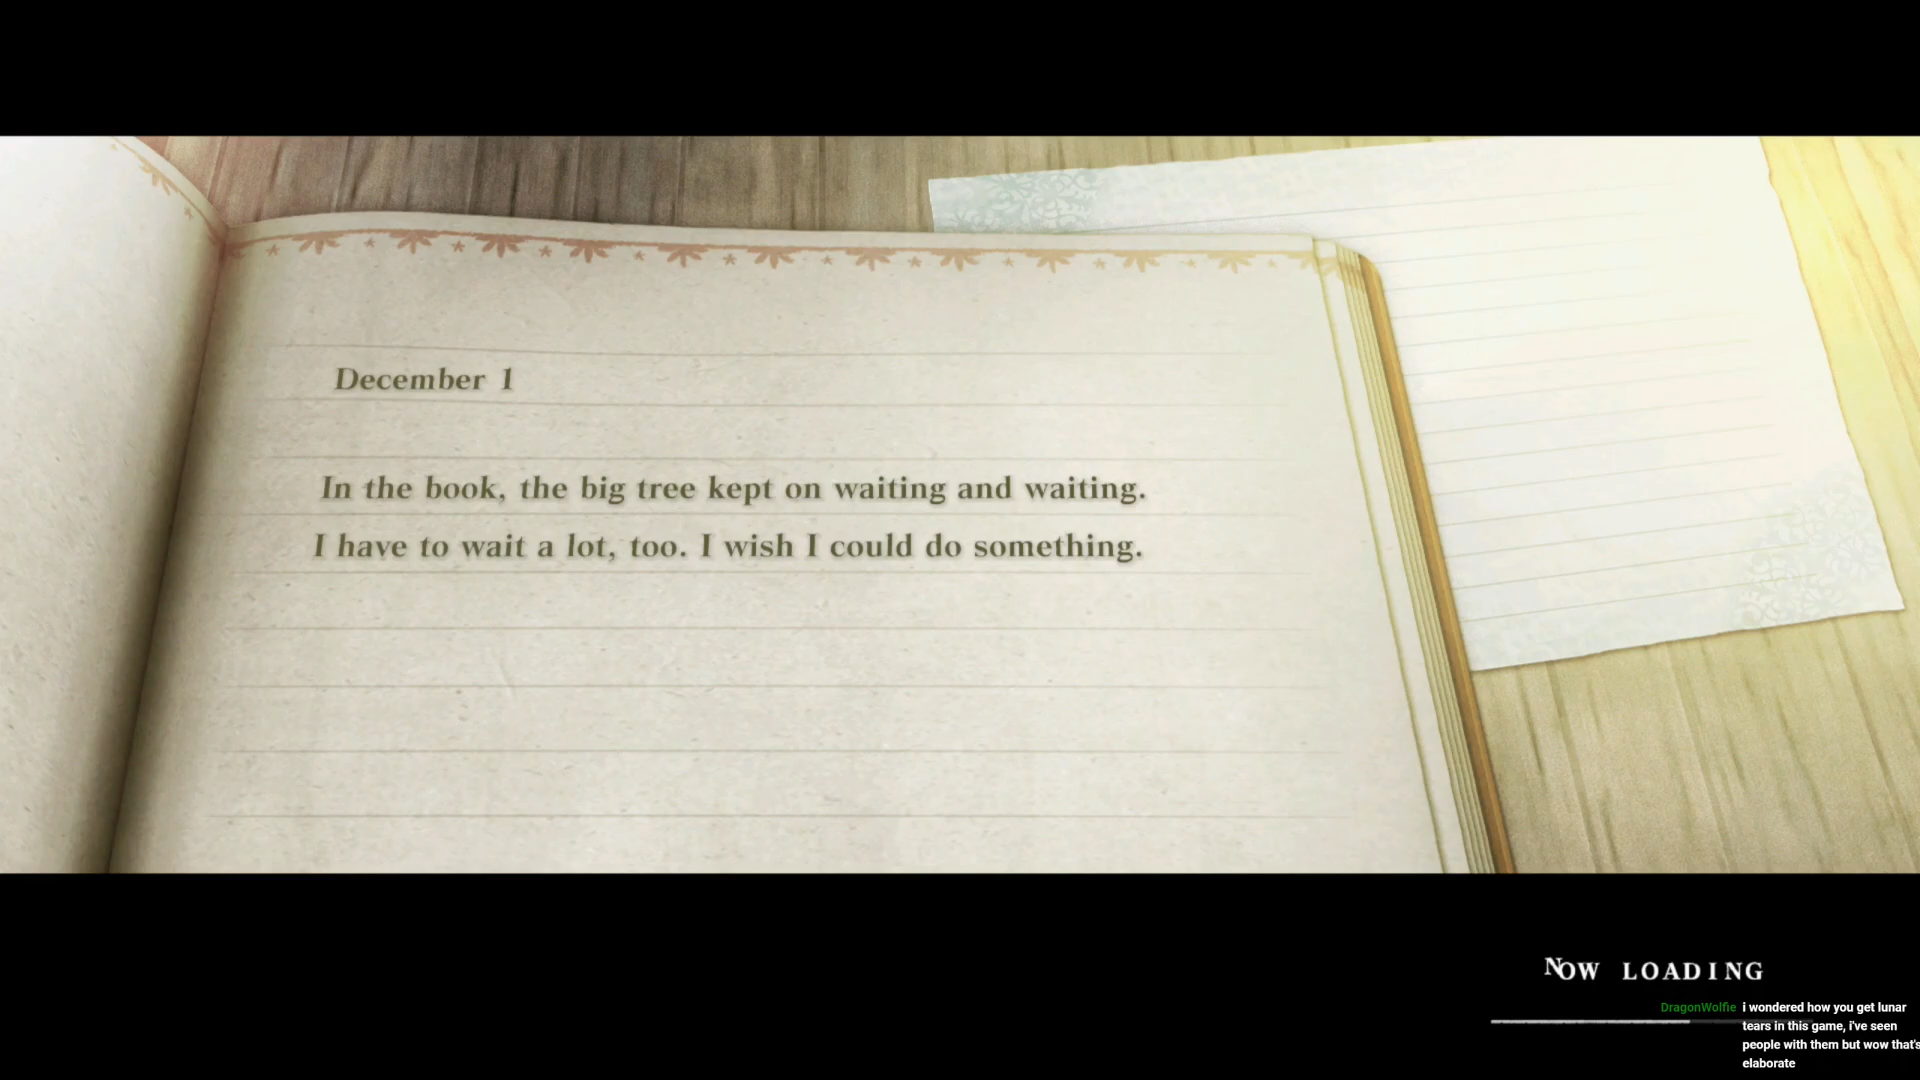 December 1
In the book, the big tree kept on waiting and waiting.
I have to wait a lot, too. I wish I could do something.
NOW LOADING
DragonWolfie i wondered how you get lunar
tears in this game, i've seen
people with them but wow that's
elaborate